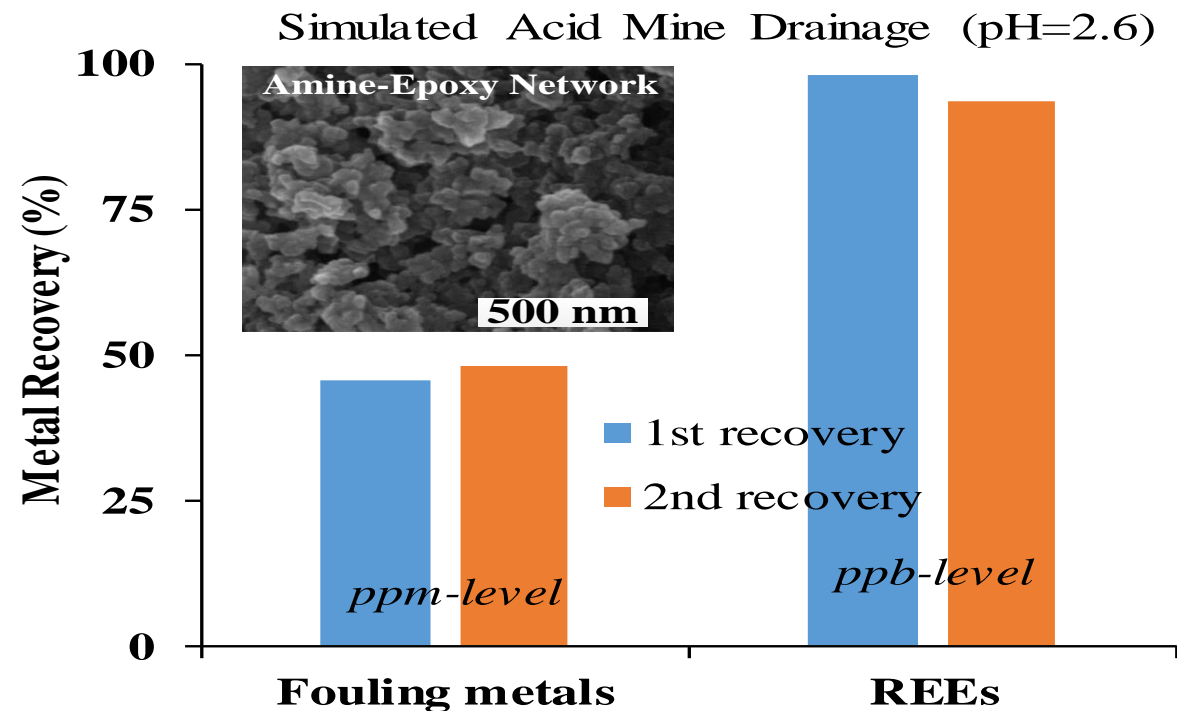 Simulated Acid Mine Drainage (pH=2.6)
Metal Recovery (%)
100
75
50
25
0
Amine-Epoxy Network
500 nm
1st recovery
2nd recovery
ppm-level
ppb-level
Fouling metals
REEs